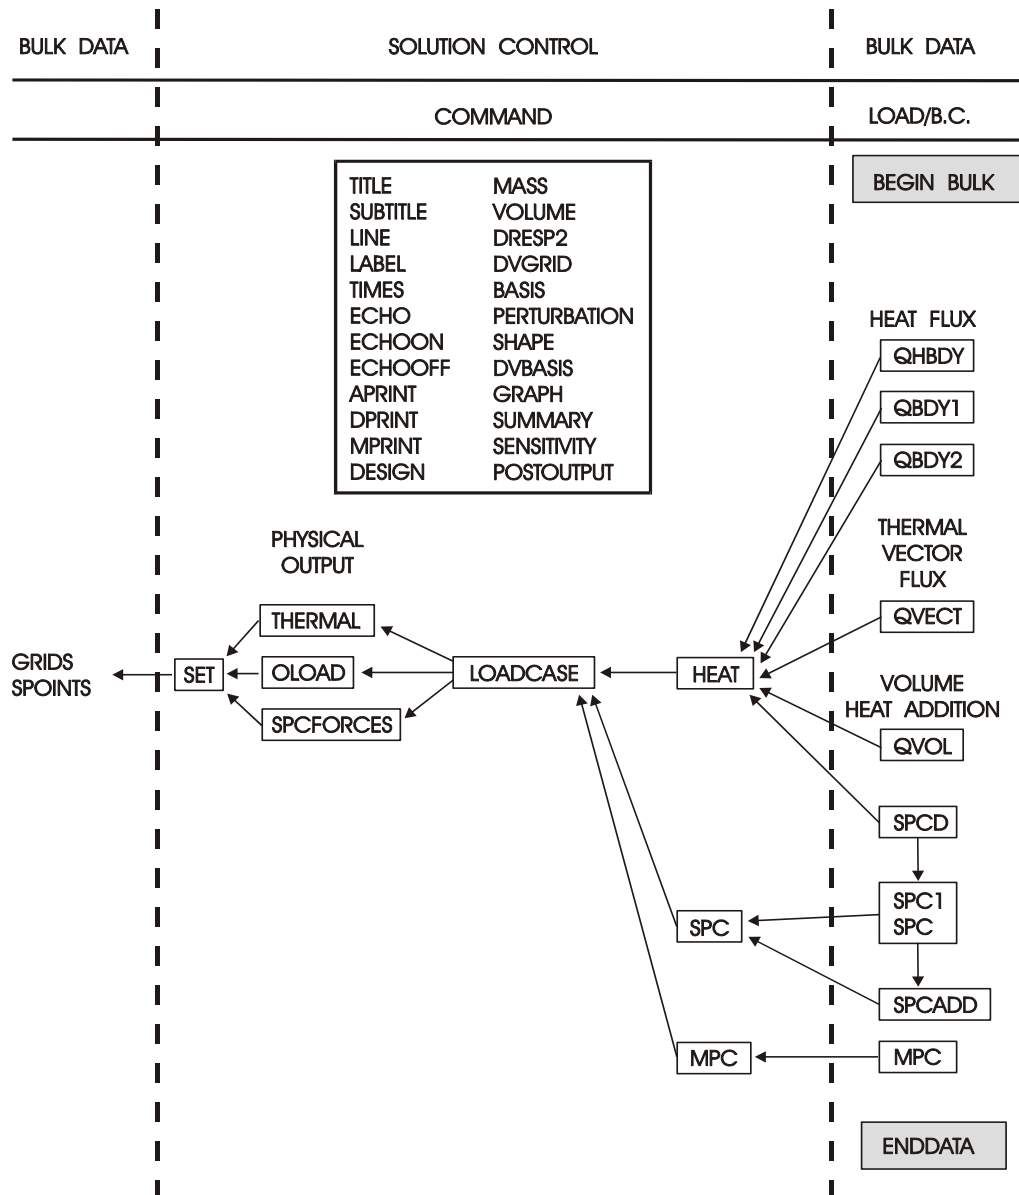 BULK DATA
SOLUTION CONTROL
BULK DATA
COMMAND
LOAD/B.C.
BEGIN BULK
TITLE MASS
SUBTITLE VOLUME
LINE DRESP2
LABEL DVGRID
TIMES BASIS
ECHO PERTURBATION
ECHOON SHAPE
ECHOOFF DVBASIS
APRINT GRAPH
DPRINT SUMMARY
MPRINT SENSITIVITY
DESIGN POSTOUTPUT
HEAT FLUX
QHBDY
QBDY1
QBDY2
THERMAL
VECTOR
FLUX
QVECT
PHYSICAL
OUTPUT
THERMAL
GRIDS
SPOINTS
SET
OLOAD
LOADCASE
HEAT
SPCFORCES
VOLUME
HEAT ADDITION
QVOL
SPCD
SPC1
SPC
SPC
SPCADD
MPC
MPC
ENDDATA